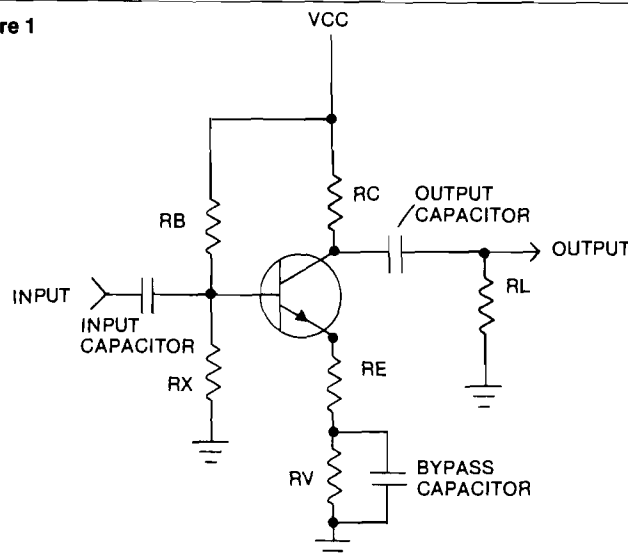 re 1
VCC
RC
OUTPUT
CAPACITOR
RB
OUTPUT
RL
INPUT
INPUT
CAPACITOR
RX
RE
RV
BYPASS
CAPACITOR